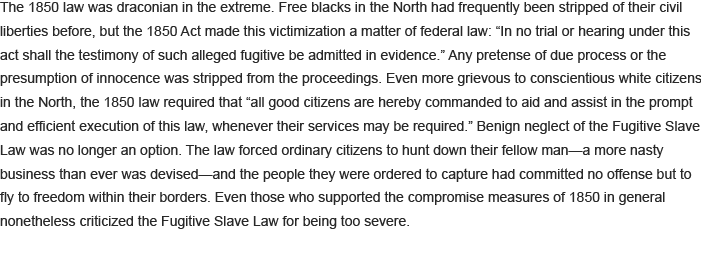 The 1850 law was draconian in the extreme. Free blacks in the North had frequently been stripped of their civil
liberties before, but the 1850 Act made this victimization a matter of federal law: “In no trial or hearing under this
act shall the testimony of such alleged fugitive be admitted in evidence.” Any pretense of due process or the
presumption of innocence was stripped from the proceedings. Even more grievous to conscientious white citizens
in the North, the 1850 law required that “all good citizens are hereby commanded to aid and assist in the prompt
and efficient execution of this law, whenever their services may be required.” Benign neglect of the Fugitive Slave
Law was no longer an option. The law forced ordinary citizens to hunt down their fellow man—a more nasty
business than ever was devised—and the people they were ordered to capture had committed no offense but to
fly to freedom within their borders. Even those who supported the compromise measures of 1850 in general
nonetheless criticized the Fugitive Slave Law for being too severe.